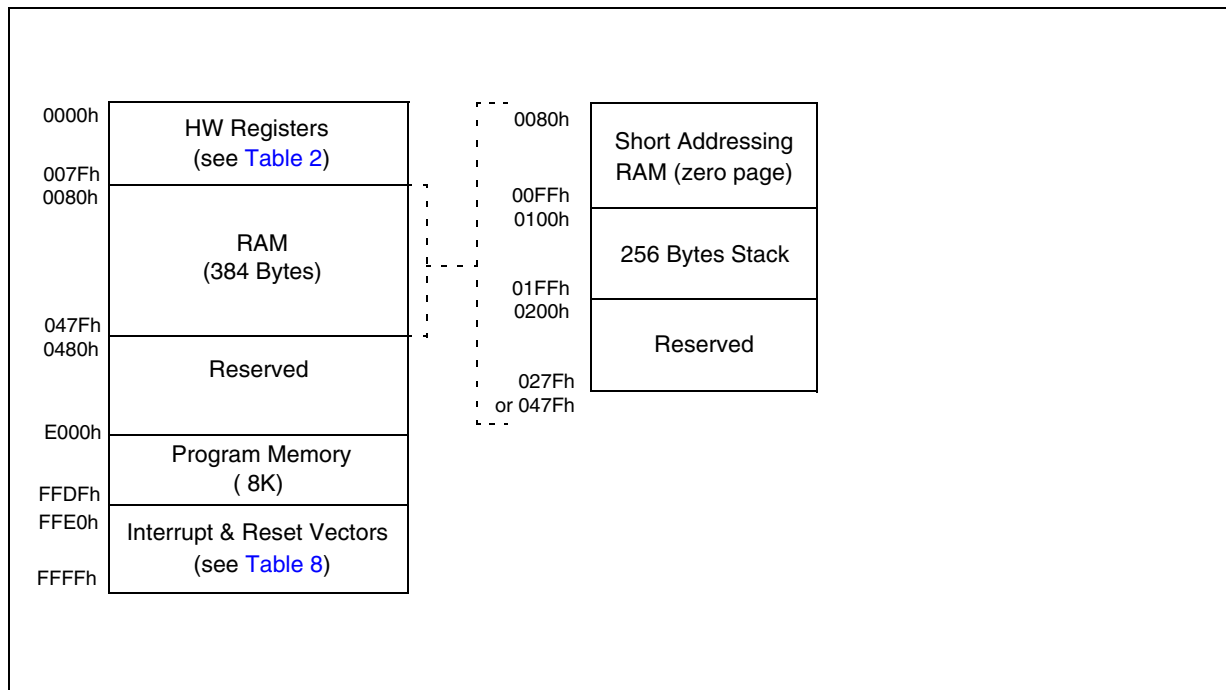 0000h
HW Registers
(see Table 2)
007Fh
0080h
RAM
(384 Bytes)
047Fh
0480h
Reserved
E000h
Program Memory
( 8K)
FFDFh
FFE0h
Interrupt & Reset Vectors
(see Table 8)
FFFFh
0080h
Short Addressing
RAM (zero page)
00FFh
0100h
256 Bytes Stack
01FFh
0200h
Reserved
027Fh
or 047Fh